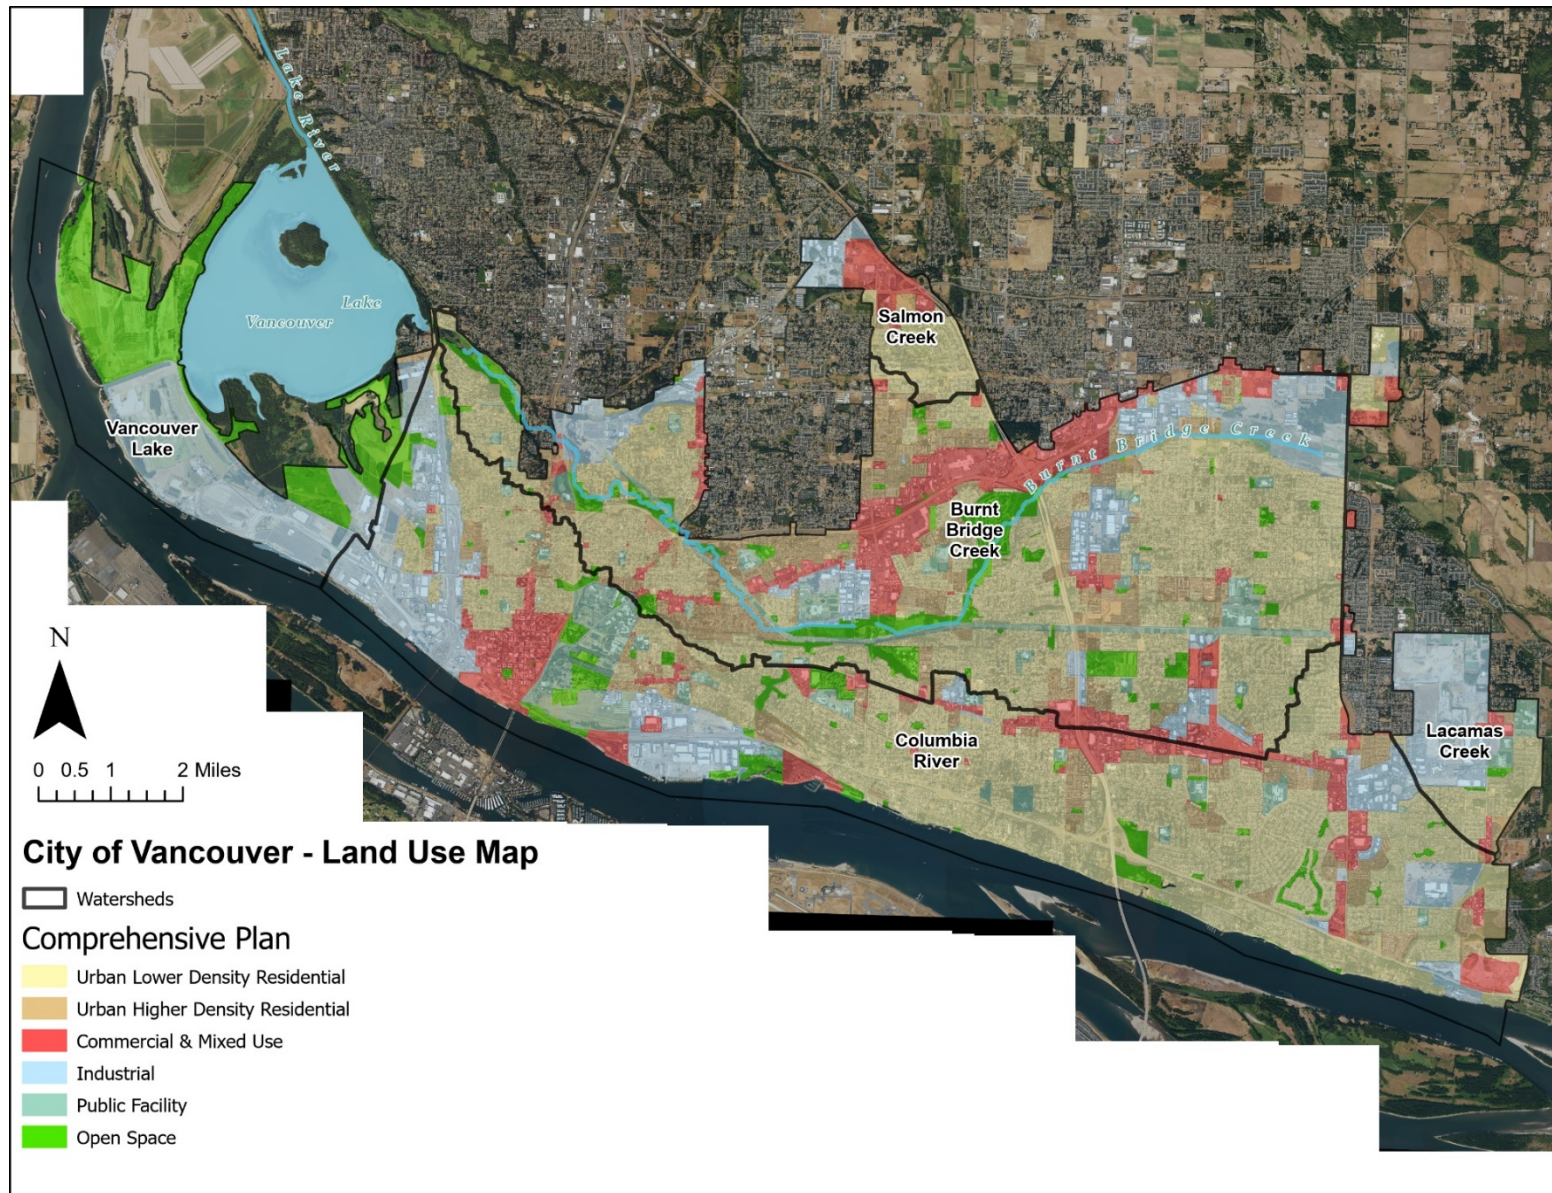 Lake River
Lake
Vancouver
Vancouver
Lake
Salmon
Creek
Burnt Bridge Creek
Burnt
Bridge
Creek
Columbia
River
Lacamas
Creek
N
0 0.5 1 2 Miles
City of Vancouver - Land Use Map
Watersheds
Comprehensive Plan
Urban Lower Density Residential
Urban Higher Density Residential
Commercial & Mixed Use
Industrial
Public Facility
Open Space